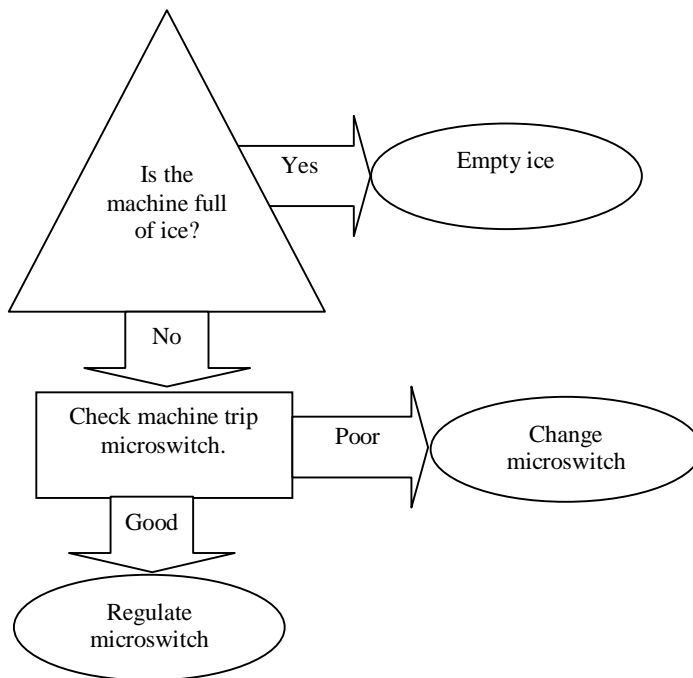 Is the
machine full
of ice?
Yes
Empty ice
No
Check machine trip
microswitch.
Poor
Change
microswitch
Good
Regulate
microswitch